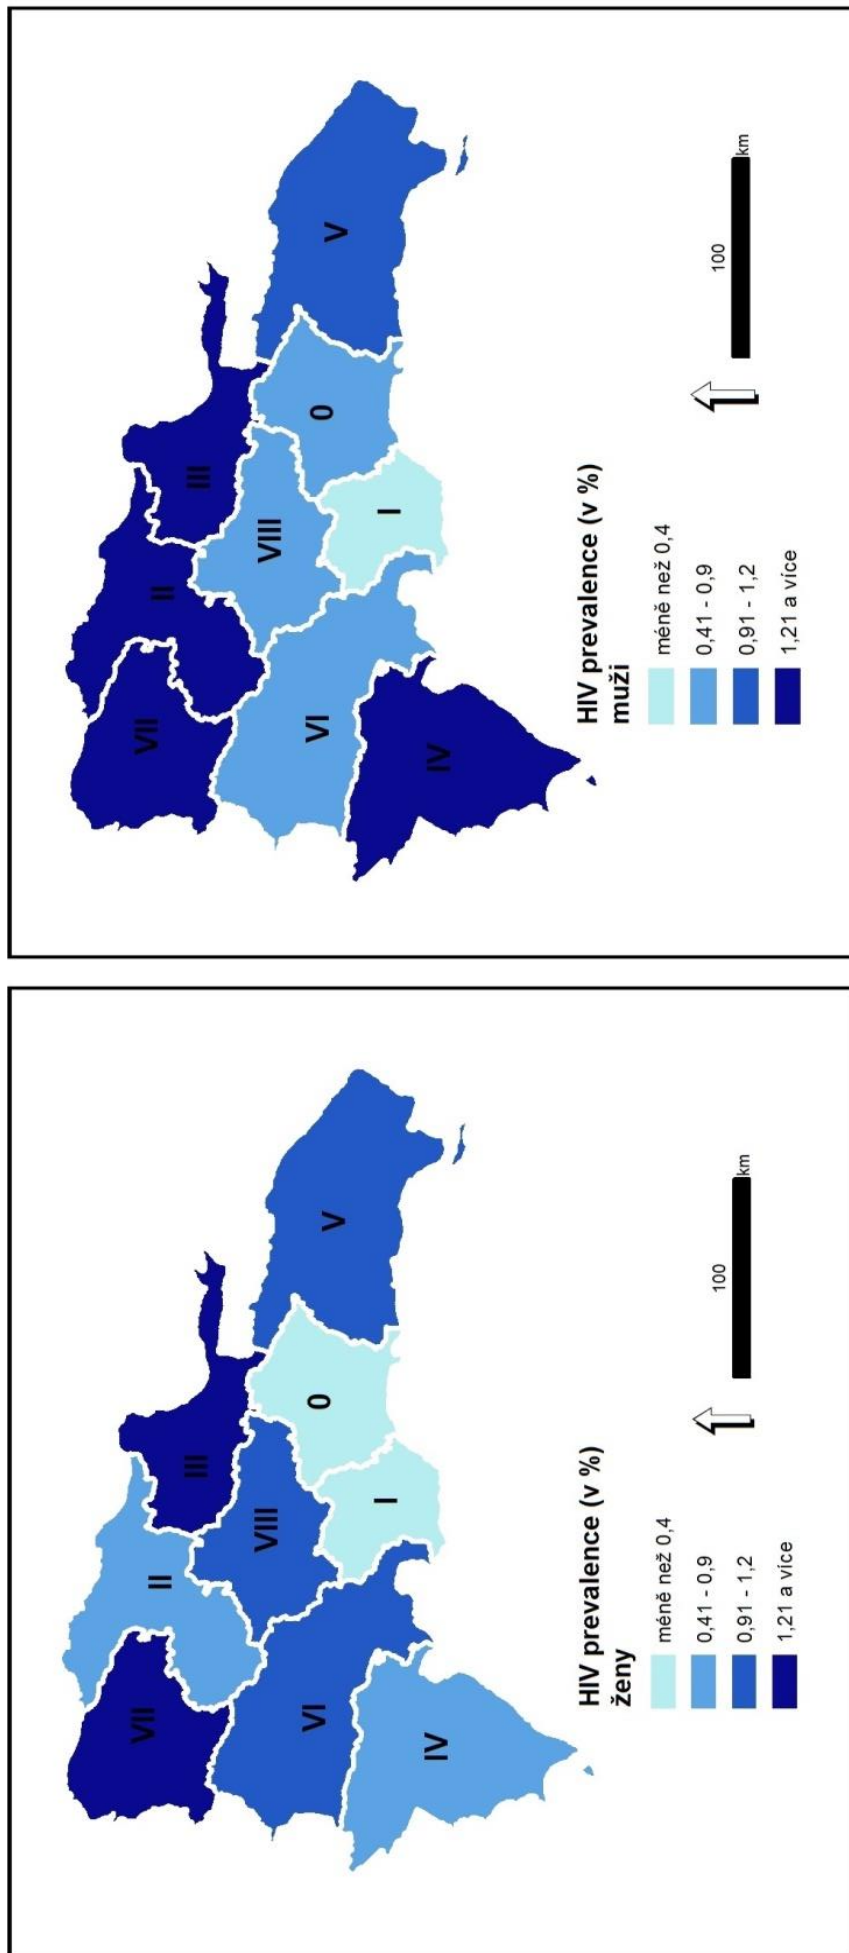 VII
II
III
VIII
VI
0
V
I
IV
HIV prevalence (v %)
ženy
méně než 0,4
0,41 - 0,9
0,91 - 1,2
1,21 a více
100
km
VII
II
III
VIII
VI
0
V
I
IV
HIV prevalence (v %)
muži
méně než 0,4
0,41 - 0,9
0,91 - 1,2
1,21 a více
100
km